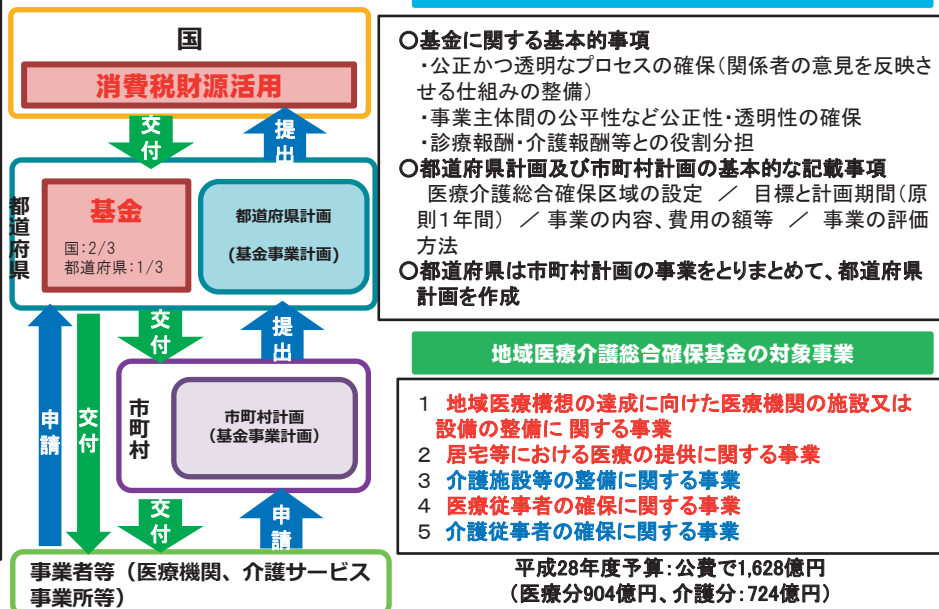 国
消費税財源活用
交付
提出
都道府県
基金
国:2/3
都道府県:1/3
都道府県計画
(基金事業計画)
交付
提出
申請
交付
市町村
市町村計画
(基金事業計画)
交付
申請
事業者等（医療機関、介護サービス
事業所等）
○基金に関する基本的事項
・公正かつ透明なプロセスの確保(関係者の意見を反映さ
せる仕組みの整備)
・事業主体間の公平性など公正性・透明性の確保
・診療報酬・介護報酬等との役割分担
○都道府県計画及び市町村計画の基本的な記載事項
医療介護総合確保区域の設定 ／ 目標と計画期間(原
則1年間) ／ 事業の内容、費用の額等 ／ 事業の評価
方法
○都道府県は市町村計画の事業をとりまとめて、都道府県
計画を作成
地域医療介護総合確保基金の対象事業
1 地域医療構想の達成に向けた医療機関の施設又は
設備の整備に 関する事業
2 居宅等における医療の提供に関する事業
3 介護施設等の整備に関する事業
4 医療従事者の確保に関する事業
5 介護従事者の確保に関する事業
平成28年度予算:公費で1,628億円
(医療分904億円、介護分:724億円)